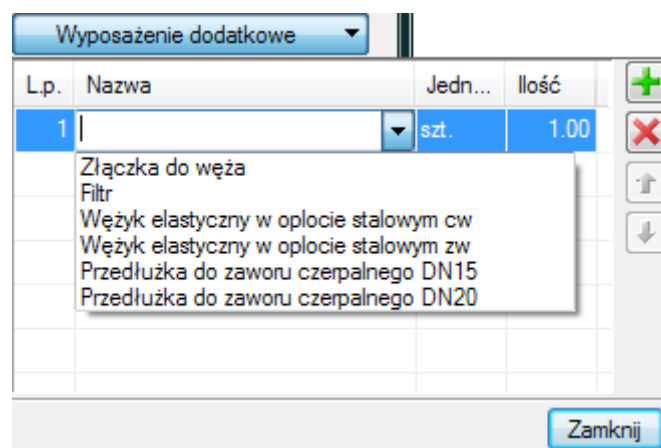 Wyposażenie dodatkowe
L.p. Nazwa Jedn... Ilość
1 szt. 1.00
Złączka do węża
Filtr
Wężyk elastyczny w oplocie stalowym cw
Wężyk elastyczny w oplocie stalowym zw
Przedłużka do zaworu czerpalnego DN15
Przedłużka do zaworu czerpalnego DN20
Zamknij